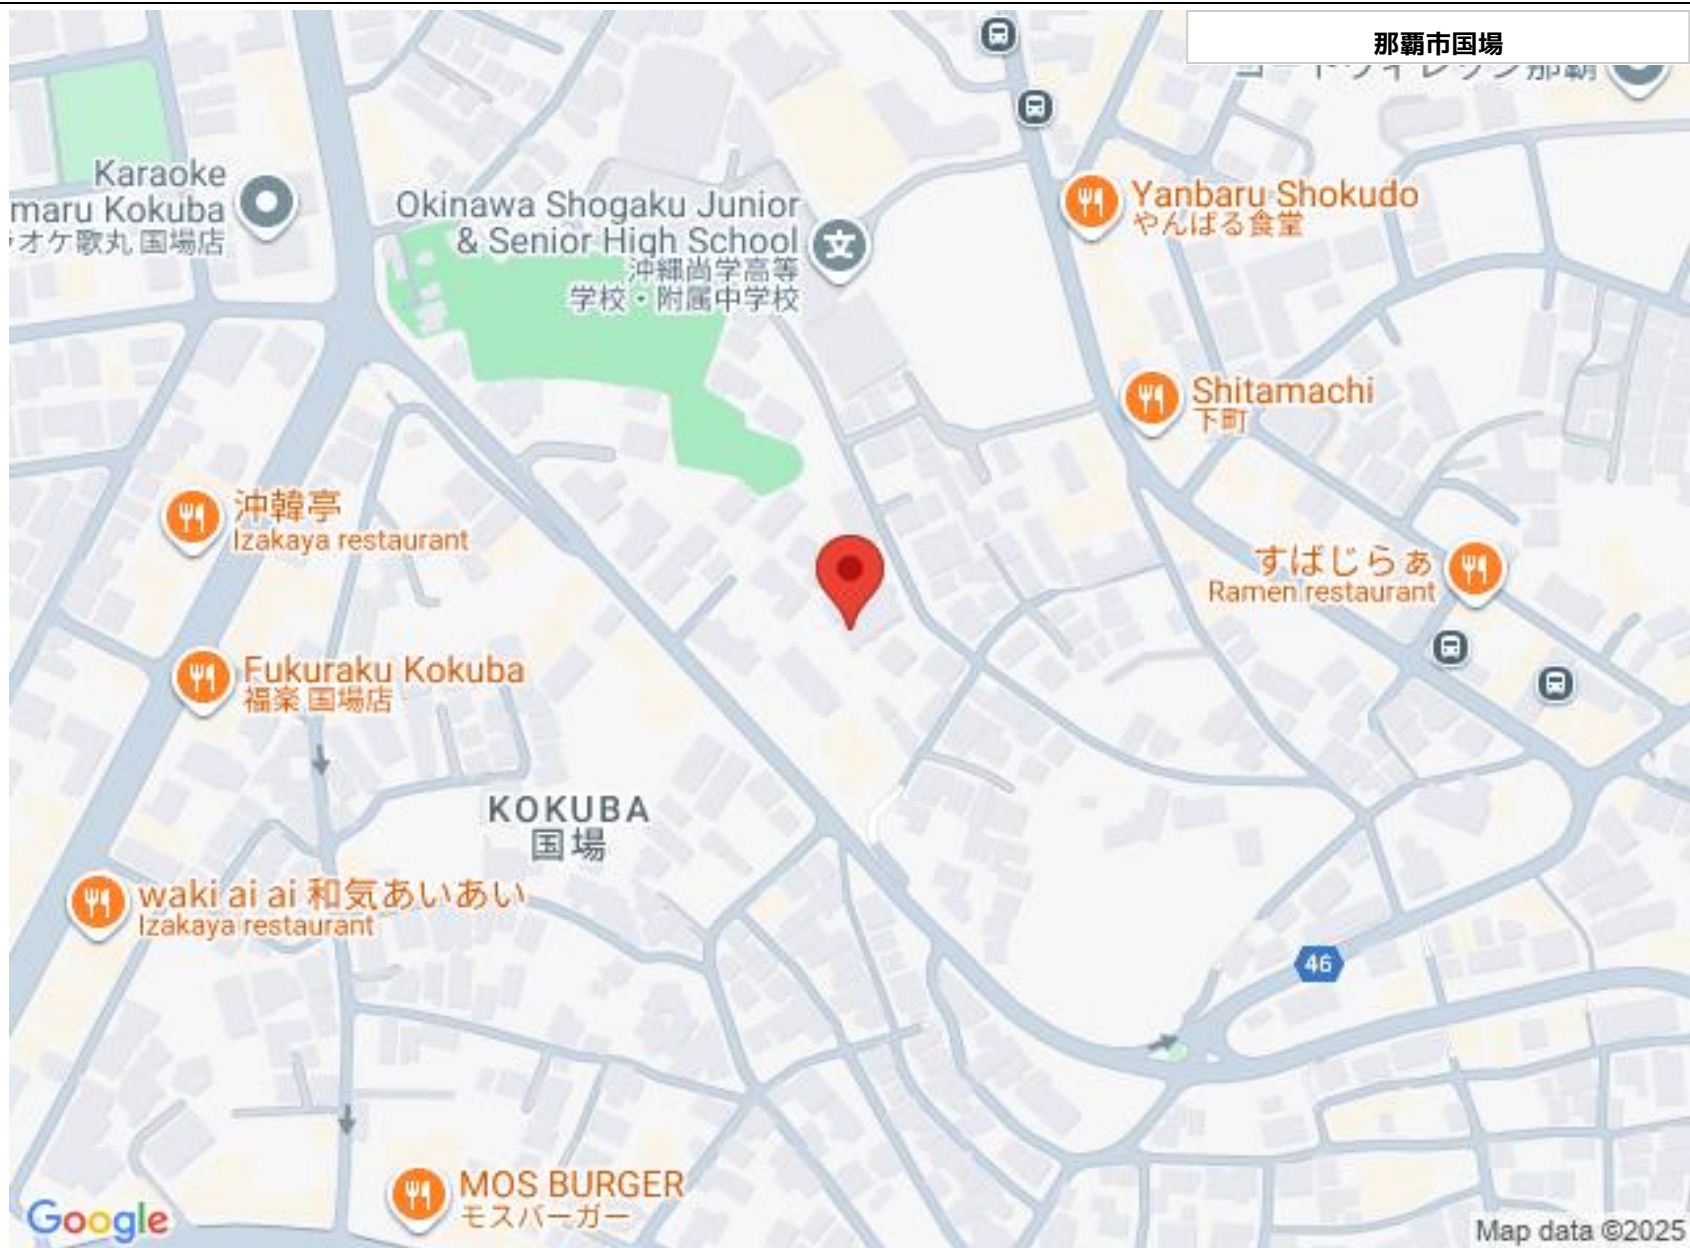 那覇市国場
Karaoke
maru Kokuba
オケ歌丸 国場店
Okinawa Shogaku Junior
& Senior High School
沖縄尚学高等
学校・附属中学校
Yanbaru Shokudo
やんばる食堂
Shitamachi
下町
沖韓亭
Izakaya restaurant
すばじらぁ
Ramen restaurant
Fukuraku Kokuba
福楽 国場店
KOKUBA
国場
waki ai ai 和気あいあい
Izakaya restaurant
46
MOS BURGER
モスバーガー
Google
Map data ©2025